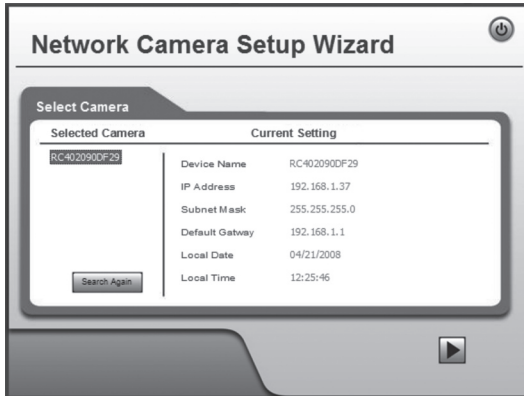 Network Camera Setup Wizard
Select Camera
Selected Camera
Current Setting
RC402090DF29
Device Name RC402090DF29
IP Address 192.168.1.37
Subnet Mask 255.255.255.0
Default Gatway 192.168.1.1
Local Date 04/21/2008
Local Time 12:25:46
Search Again